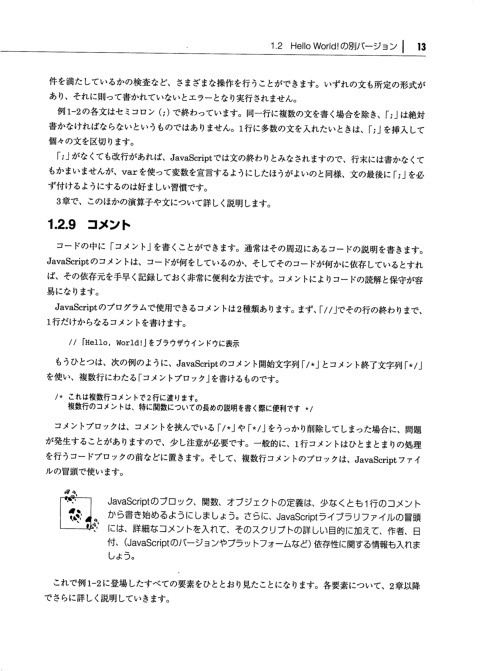 1.2 Hello World!の別バージョン | 13
件を満たしているかの検査など、さまざまな操作を行うことができます。いずれの文も所定の形式が
あり、それに則って書かれていないとエラーとなり実行されません。
例1-2の各文はセミコロン（;）で終わっています。同一行に複数の文を書く場合を除き、「;」は絶対
書かなければならないというものではありません。1行に多数の文を入れたいときは、「;」を挿入して
個々の文を区切ります。
「;」がなくても改行があれば、JavaScriptでは文の終わりとみなされますので、行末には書かなくて
もかまいませんが、varを使って変数を宣言するようにしたほうがよいのと同様、文の最後に「;」を必
ず付けるようにするのは好ましい習慣です。
3章で、このほかの演算子や文について詳しく説明します。
1.2.9 コメント
コードの中に「コメント」を書くことができます。通常はその周辺にあるコードの説明を書きます。
JavaScriptのコメントは、コードが何をしているのか、そしてそのコードが何かに依存しているとすれ
ば、その依存元を手早く記録しておく非常に便利な方法です。コメントによりコードの読解と保守が容
易になります。
JavaScriptのプログラムで使用できるコメントは2種類あります。まず、「//」でその行の終わりまで、
1行だけからなるコメントを書けます。
// 「Hello, World!」をブラウザウインドウに表示
もうひとつは、次の例のように、JavaScriptのコメント開始文字列「/*」とコメント終了文字列「*/」
を使い、複数行にわたる「コメントブロック」を書けるものです。
/* これは複数行コメントで2行に渡ります。
複数行のコメントは、特に関数についての長めの説明を書く際に便利です */
コメントブロックは、コメントを挟んでいる「/*」や「*/」をうっかり削除してしまった場合に、問題
が発生することがありますので、少し注意が必要です。一般的に、1行コメントはひとまとまりの処理
を行うコードブロックの前などに置きます。そして、複数行コメントのブロックは、JavaScriptファイ
ルの冒頭で使います。
JavaScriptのブロック、関数、オブジェクトの定義は、少なくとも1行のコメント
から書き始めるようにしましょう。さらに、JavaScriptライブラリファイルの冒頭
には、詳細なコメントを入れて、そのスクリプトの詳しい目的に加えて、作者、日
付、（JavaScriptのバージョンやプラットフォームなど）依存性に関する情報も入れま
しょう。
これで例1-2に登場したすべての要素をひととおり見たことになります。各要素について、2章以降
でさらに詳しく説明していきます。